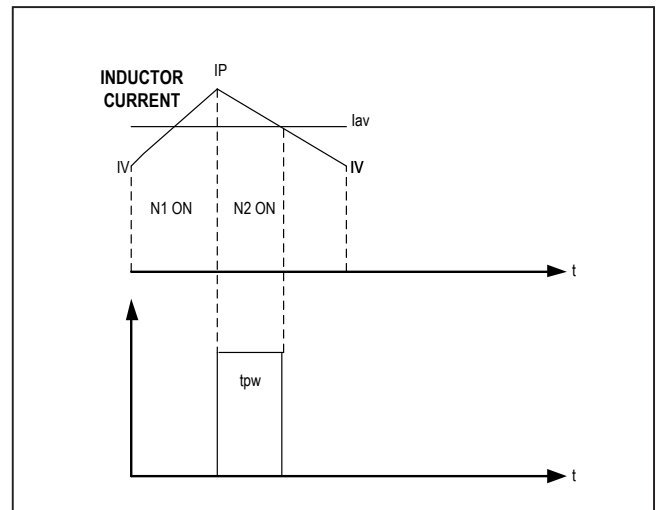 IP
INDUCTOR
CURRENT
Iav
IV
IV
N1 ON
N2 ON
t
tpw
t